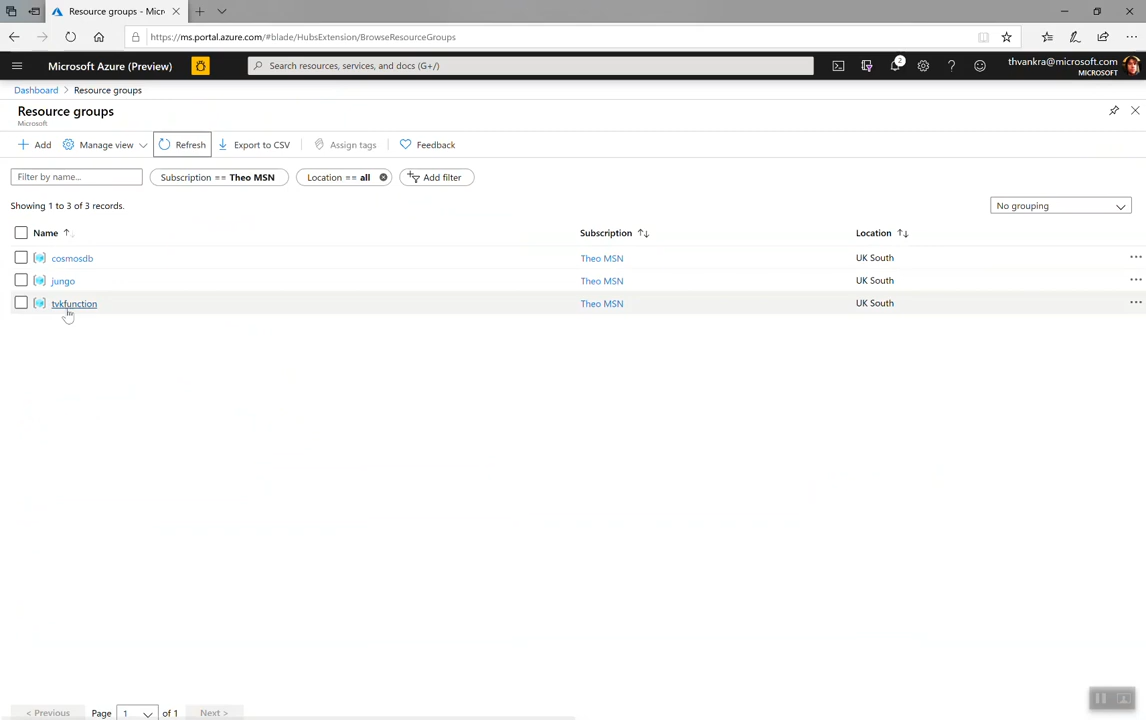 Resource groups - Micr
https://ms.portal.azure.com/#blade/HubsExtension/BrowseResourceGroups
Microsoft Azure (Preview)
Search resources, services, and docs (G+/)
2
thvankra@microsoft.com
MICROSOFT
Dashboard > Resource groups
Resource groups
Microsoft
Add
Manage view
Refresh
Export to CSV
Assign tags
Feedback
Filter by name...
Subscription == Theo MSN
Location == all
Add filter
Showing 1 to 3 of 3 records.
No grouping
Name Subscription Location
cosmosdb Theo MSN UK South
jungo Theo MSN UK South
tvkfunction Theo MSN UK South
< Previous Page 1 of 1 Next >